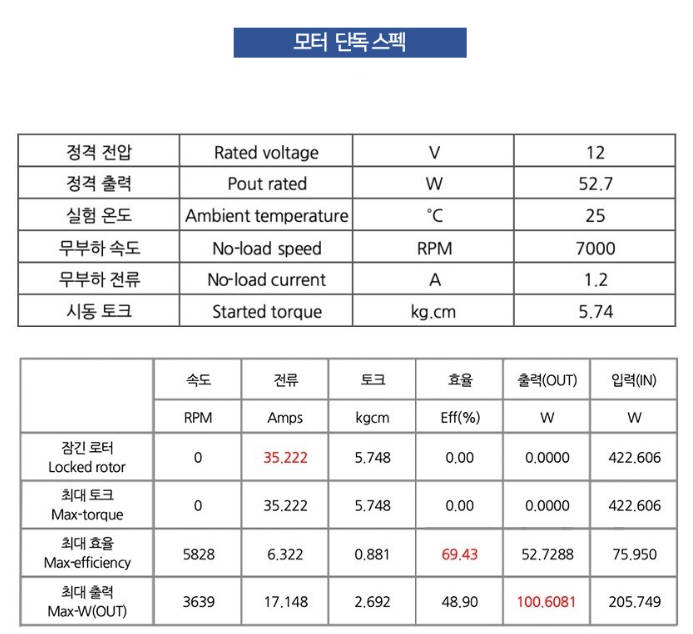 모터 단독 스펙
정격 전압 Rated voltage V 12
정격 출력 Pout rated W 52.7
실험 온도 Ambient temperature ℃ 25
무부하 속도 No-load speed RPM 7000
무부하 전류 No-load current A 1.2
시동 토크 Started torque kg.cm 5.74
속도 전류 토크 효율 출력(OUT) 입력(IN)
RPM Amps kgcm Eff(%) W W
잠긴 로터
Locked rotor 0 35.222 5.748 0.00 0.0000 422.606
최대 토크
Max-torque 0 35.222 5.748 0.00 0.0000 422.606
최대 효율
Max-efficiency 5828 6.322 0.881 69.43 52.7288 75.950
최대 출력
Max-W(OUT) 3639 17.148 2.692 48.90 100.6081 205.749